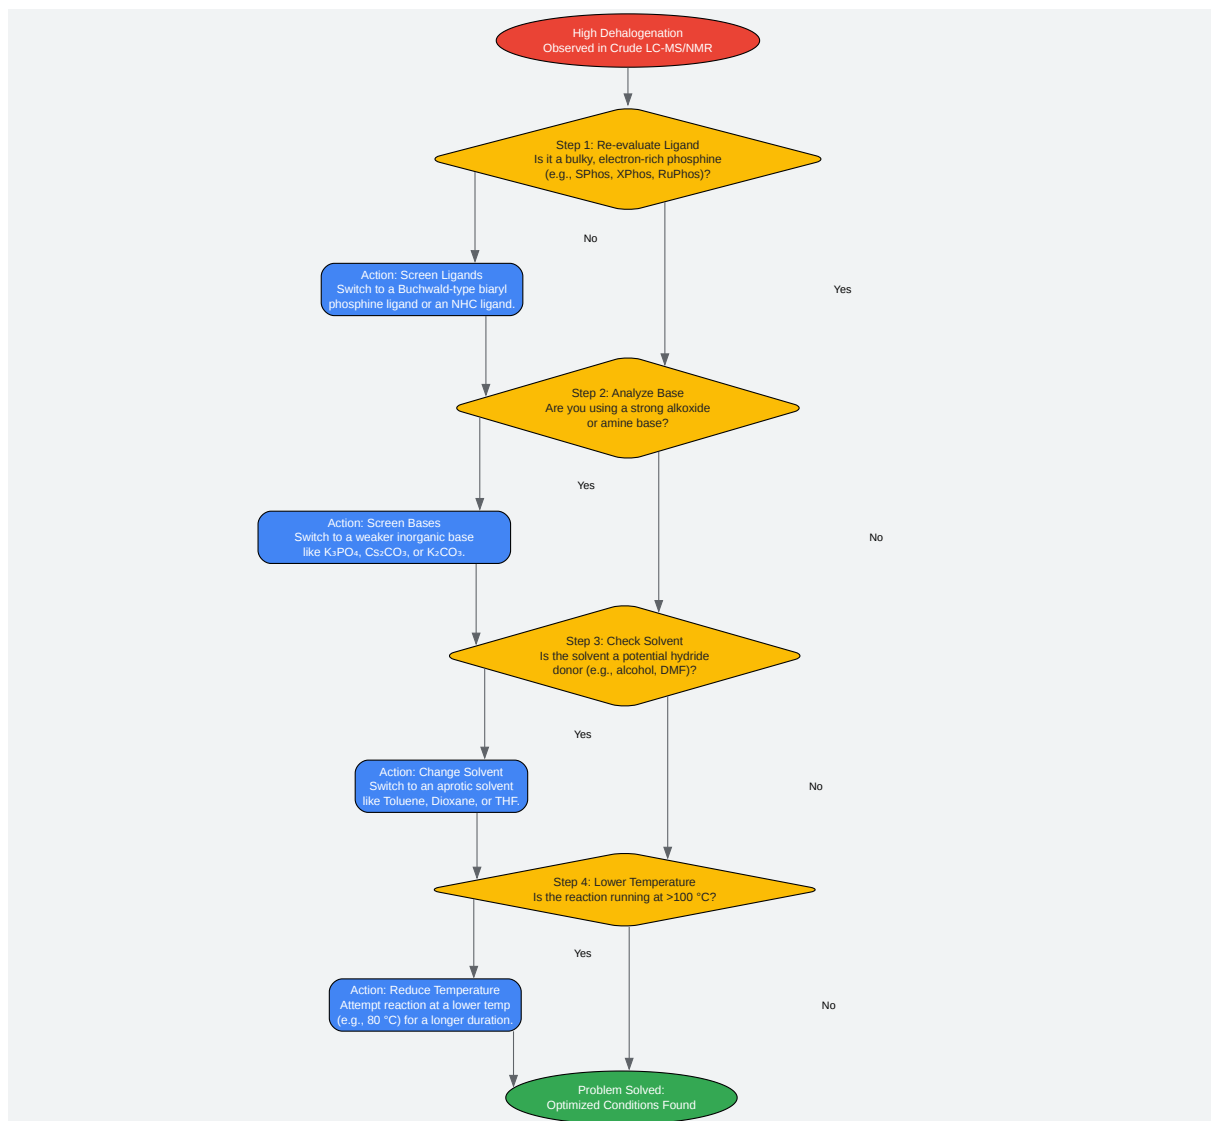 High Dehalogenation
Observed in Crude LC-MS/NMR
Step 1: Re-evaluate Ligand
Is it a bulky, electron-rich phosphine
(e.g., SPhos, XPhos, RuPhos)?
No
Action: Screen Ligands
Switch to a Buchwald-type biaryl
phosphine ligand or an NHC ligand.
Yes
Step 2: Analyze Base
Are you using a strong alkoxide
or amine base?
Yes
Action: Screen Bases
Switch to a weaker inorganic base
like K₃PO₄, Cs₂CO₃, or K₂CO₃.
No
Step 3: Check Solvent
Is the solvent a potential hydride
donor (e.g., alcohol, DMF)?
Yes
Action: Change Solvent
Switch to an aprotic solvent
like Toluene, Dioxane, or THF.
No
Step 4: Lower Temperature
Is the reaction running at >100 °C?
Yes
Action: Reduce Temperature
Attempt reaction at a lower temp
(e.g., 80 °C) for a longer duration.
No
Problem Solved:
Optimized Conditions Found